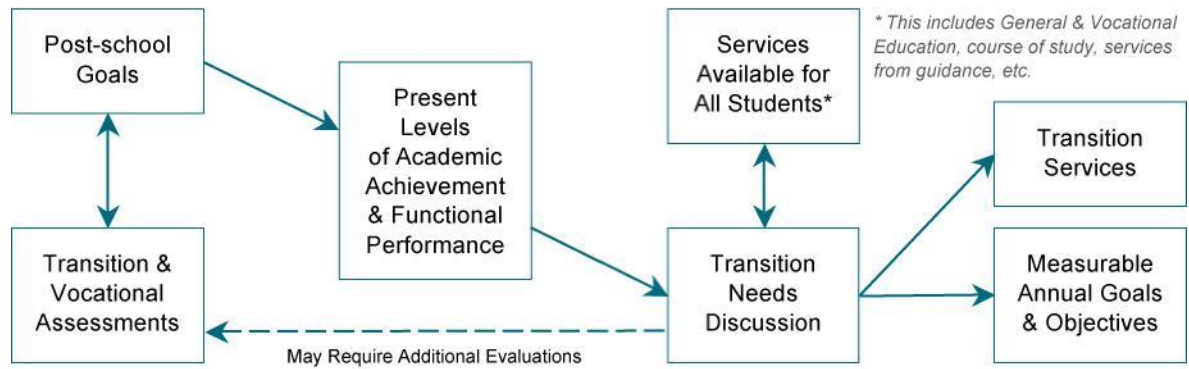 Post-school
Goals
Present
Levels
of Academic
Achievement
& Functional
Performance
Transition &
Vocational
Assessments
May Require Additional Evaluations
Services
Available for
All Students*
* This includes General & Vocational
Education, course of study, services
from guidance, etc.
Transition
Needs
Discussion
Transition
Services
Measurable
Annual Goals
& Objectives